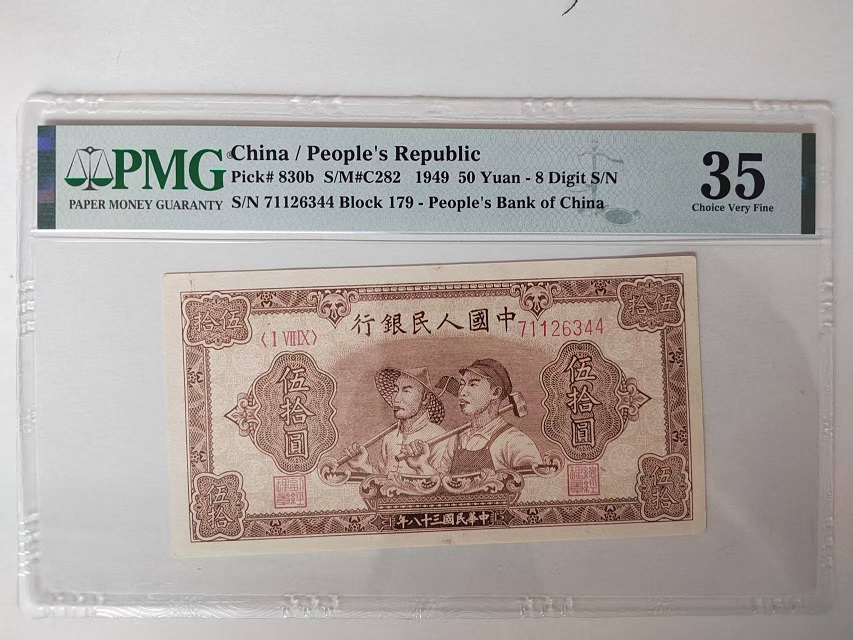 PMG
PAPER MONEY GUARANTY
China / People's Republic
Pick# 830b S/M#C282 1949 50 Yuan - 8 Digit S/N
S/N 71126344 Block 179 - People's Bank of China
35
Choice Very Fine
伍拾
伍拾
行銀民人國中
〈I VIIIX〉
71126344
伍拾圓
伍拾圓
伍拾
伍拾
年八十三國民華中